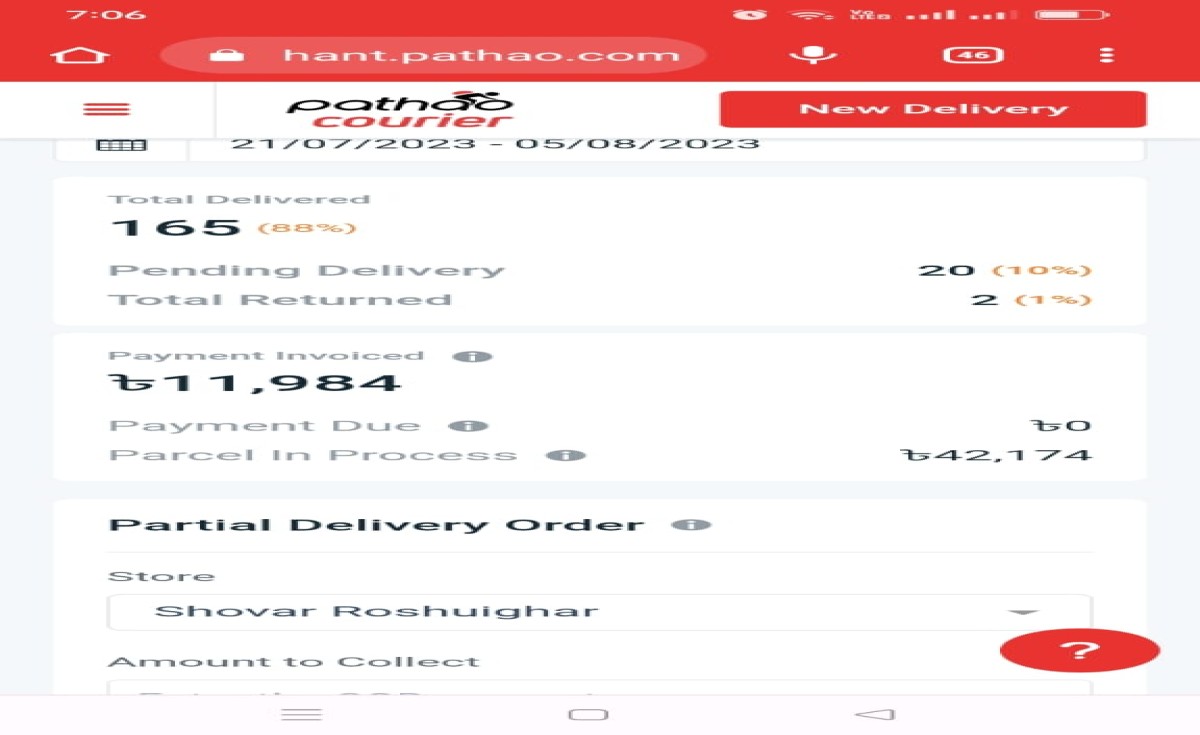 7:06
Vo LTE2
hant.pathao.com
46
pathao
courier
New Delivery
21/07/2023 - 05/08/2023
Total Delivered
165 (88%)
Pending Delivery 20 (10%)
Total Returned 2 (1%)
Payment Invoiced
৳11,984
Payment Due ৳0
Parcel In Process ৳42,174
Partial Delivery Order
Store
Shovar Roshuighar
?
Amount to Collect